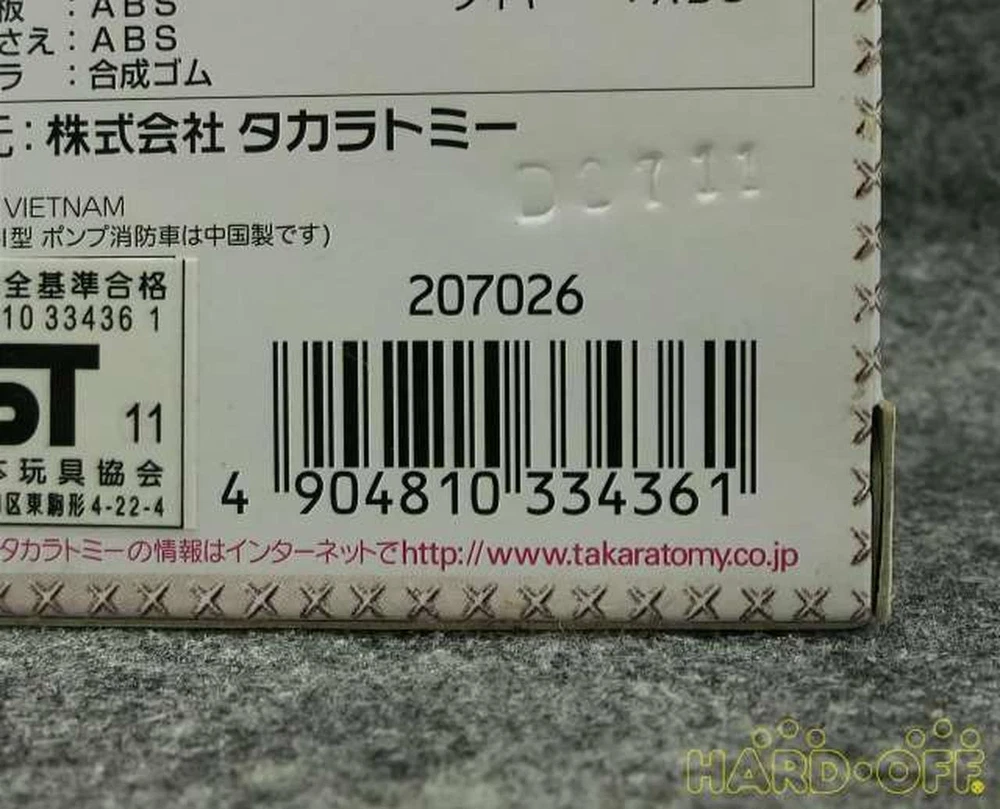 板 : ABS
さえ : ABS
ラ : 合成ゴム
元 : 株式会社 タカラトミー
VIETNAM
I型 ポンプ消防車は中国製です)
全基準合格
10 33436 1
ST 11
本玩具協会
区東駒形4-22-4
207026
4 904810 334361
タカラトミーの情報はインターネットでhttp://www.takaratomy.co.jp
HARD・OFF